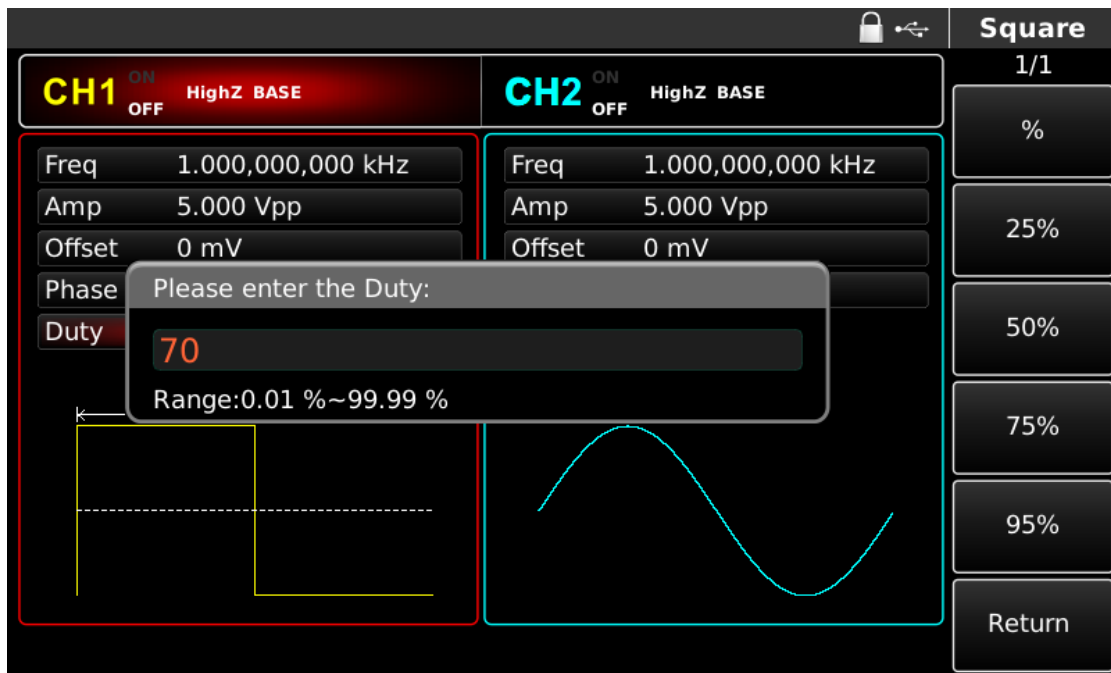 Square
1/1
CH1 ON OFF HighZ BASE
CH2 ON OFF HighZ BASE
Freq 1.000,000,000 kHz
Amp 5.000 Vpp
Offset 0 mV
Phase
Duty
Freq 1.000,000,000 kHz
Amp 5.000 Vpp
Offset 0 mV
Please enter the Duty:
70
Range:0.01 %~99.99 %
%
25%
50%
75%
95%
Return